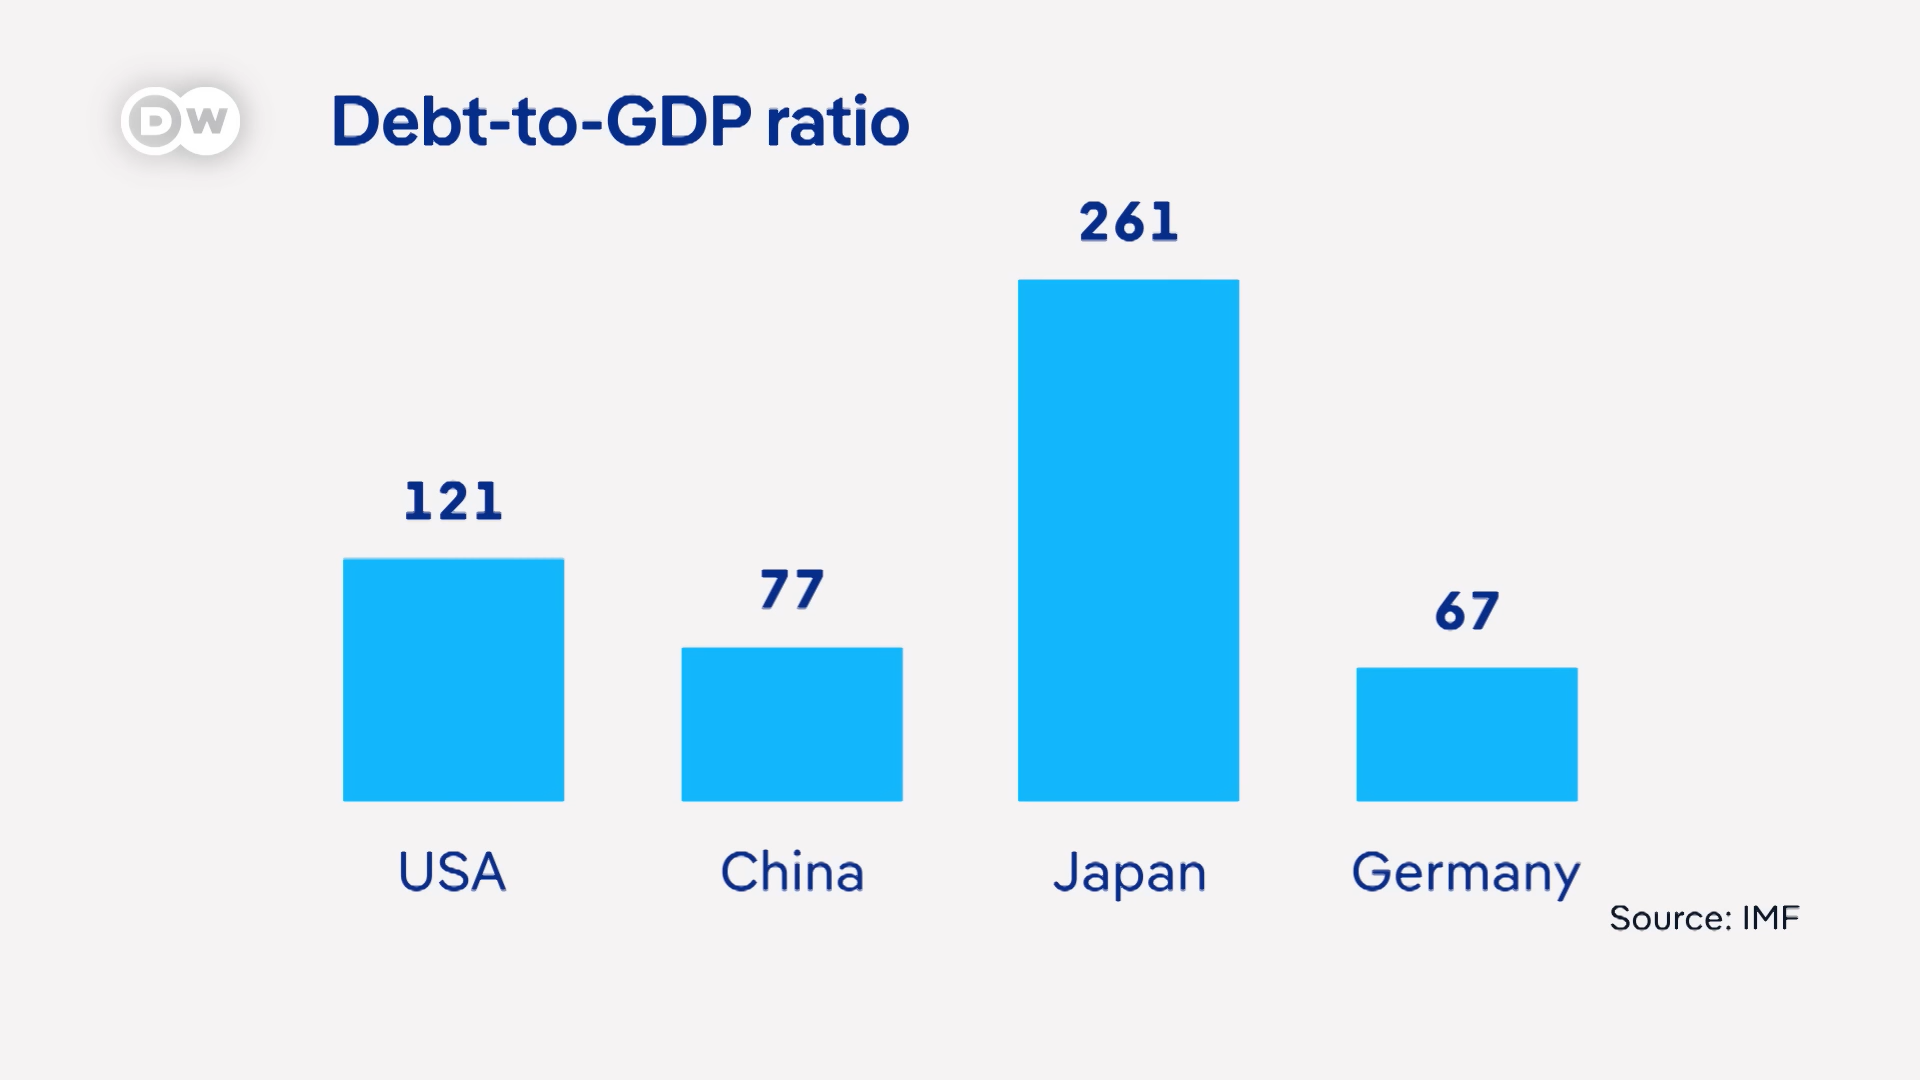 DW
Debt-to-GDP ratio
261
121
77
67
USA
China
Japan
Germany
Source: IMF